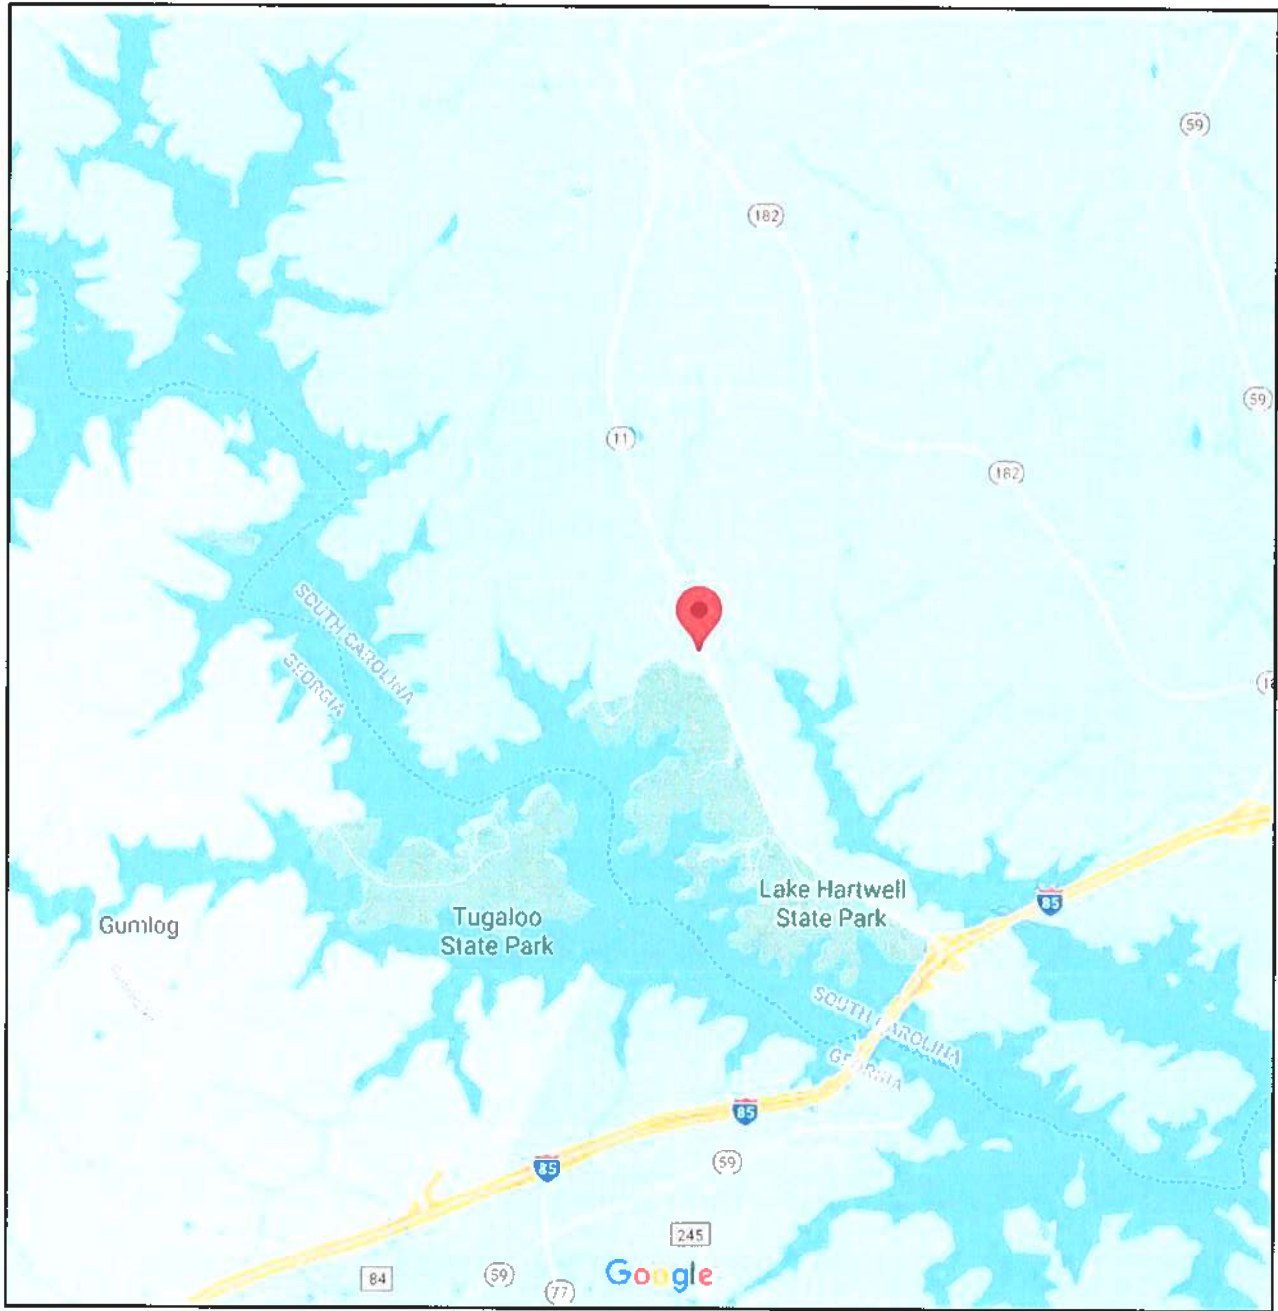 59
182
59
11
182
SOUTH CAROLINA
GEORGIA
Lake Hartwell
State Park
85
Gumlog
Tugaloo
State Park
SOUTH CAROLINA
GEORGIA
85
59
85
245
84
59
77
Google